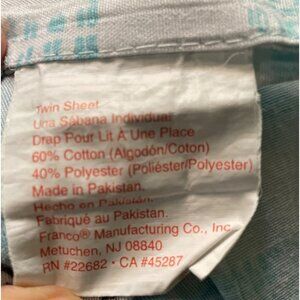 Twin Sheet
Una Sábana Individual
Drap Pour Lit À Une Place
60% Cotton (Algodón/Coton)
40% Polyester (Poliéster/Polyester)
Made in Pakistan.
Hecho en Pakistan.
Fabriqué au Pakistan.
Franco® Manufacturing Co., Inc
Metuchen, NJ 08840
RN #22682 • CA #45287